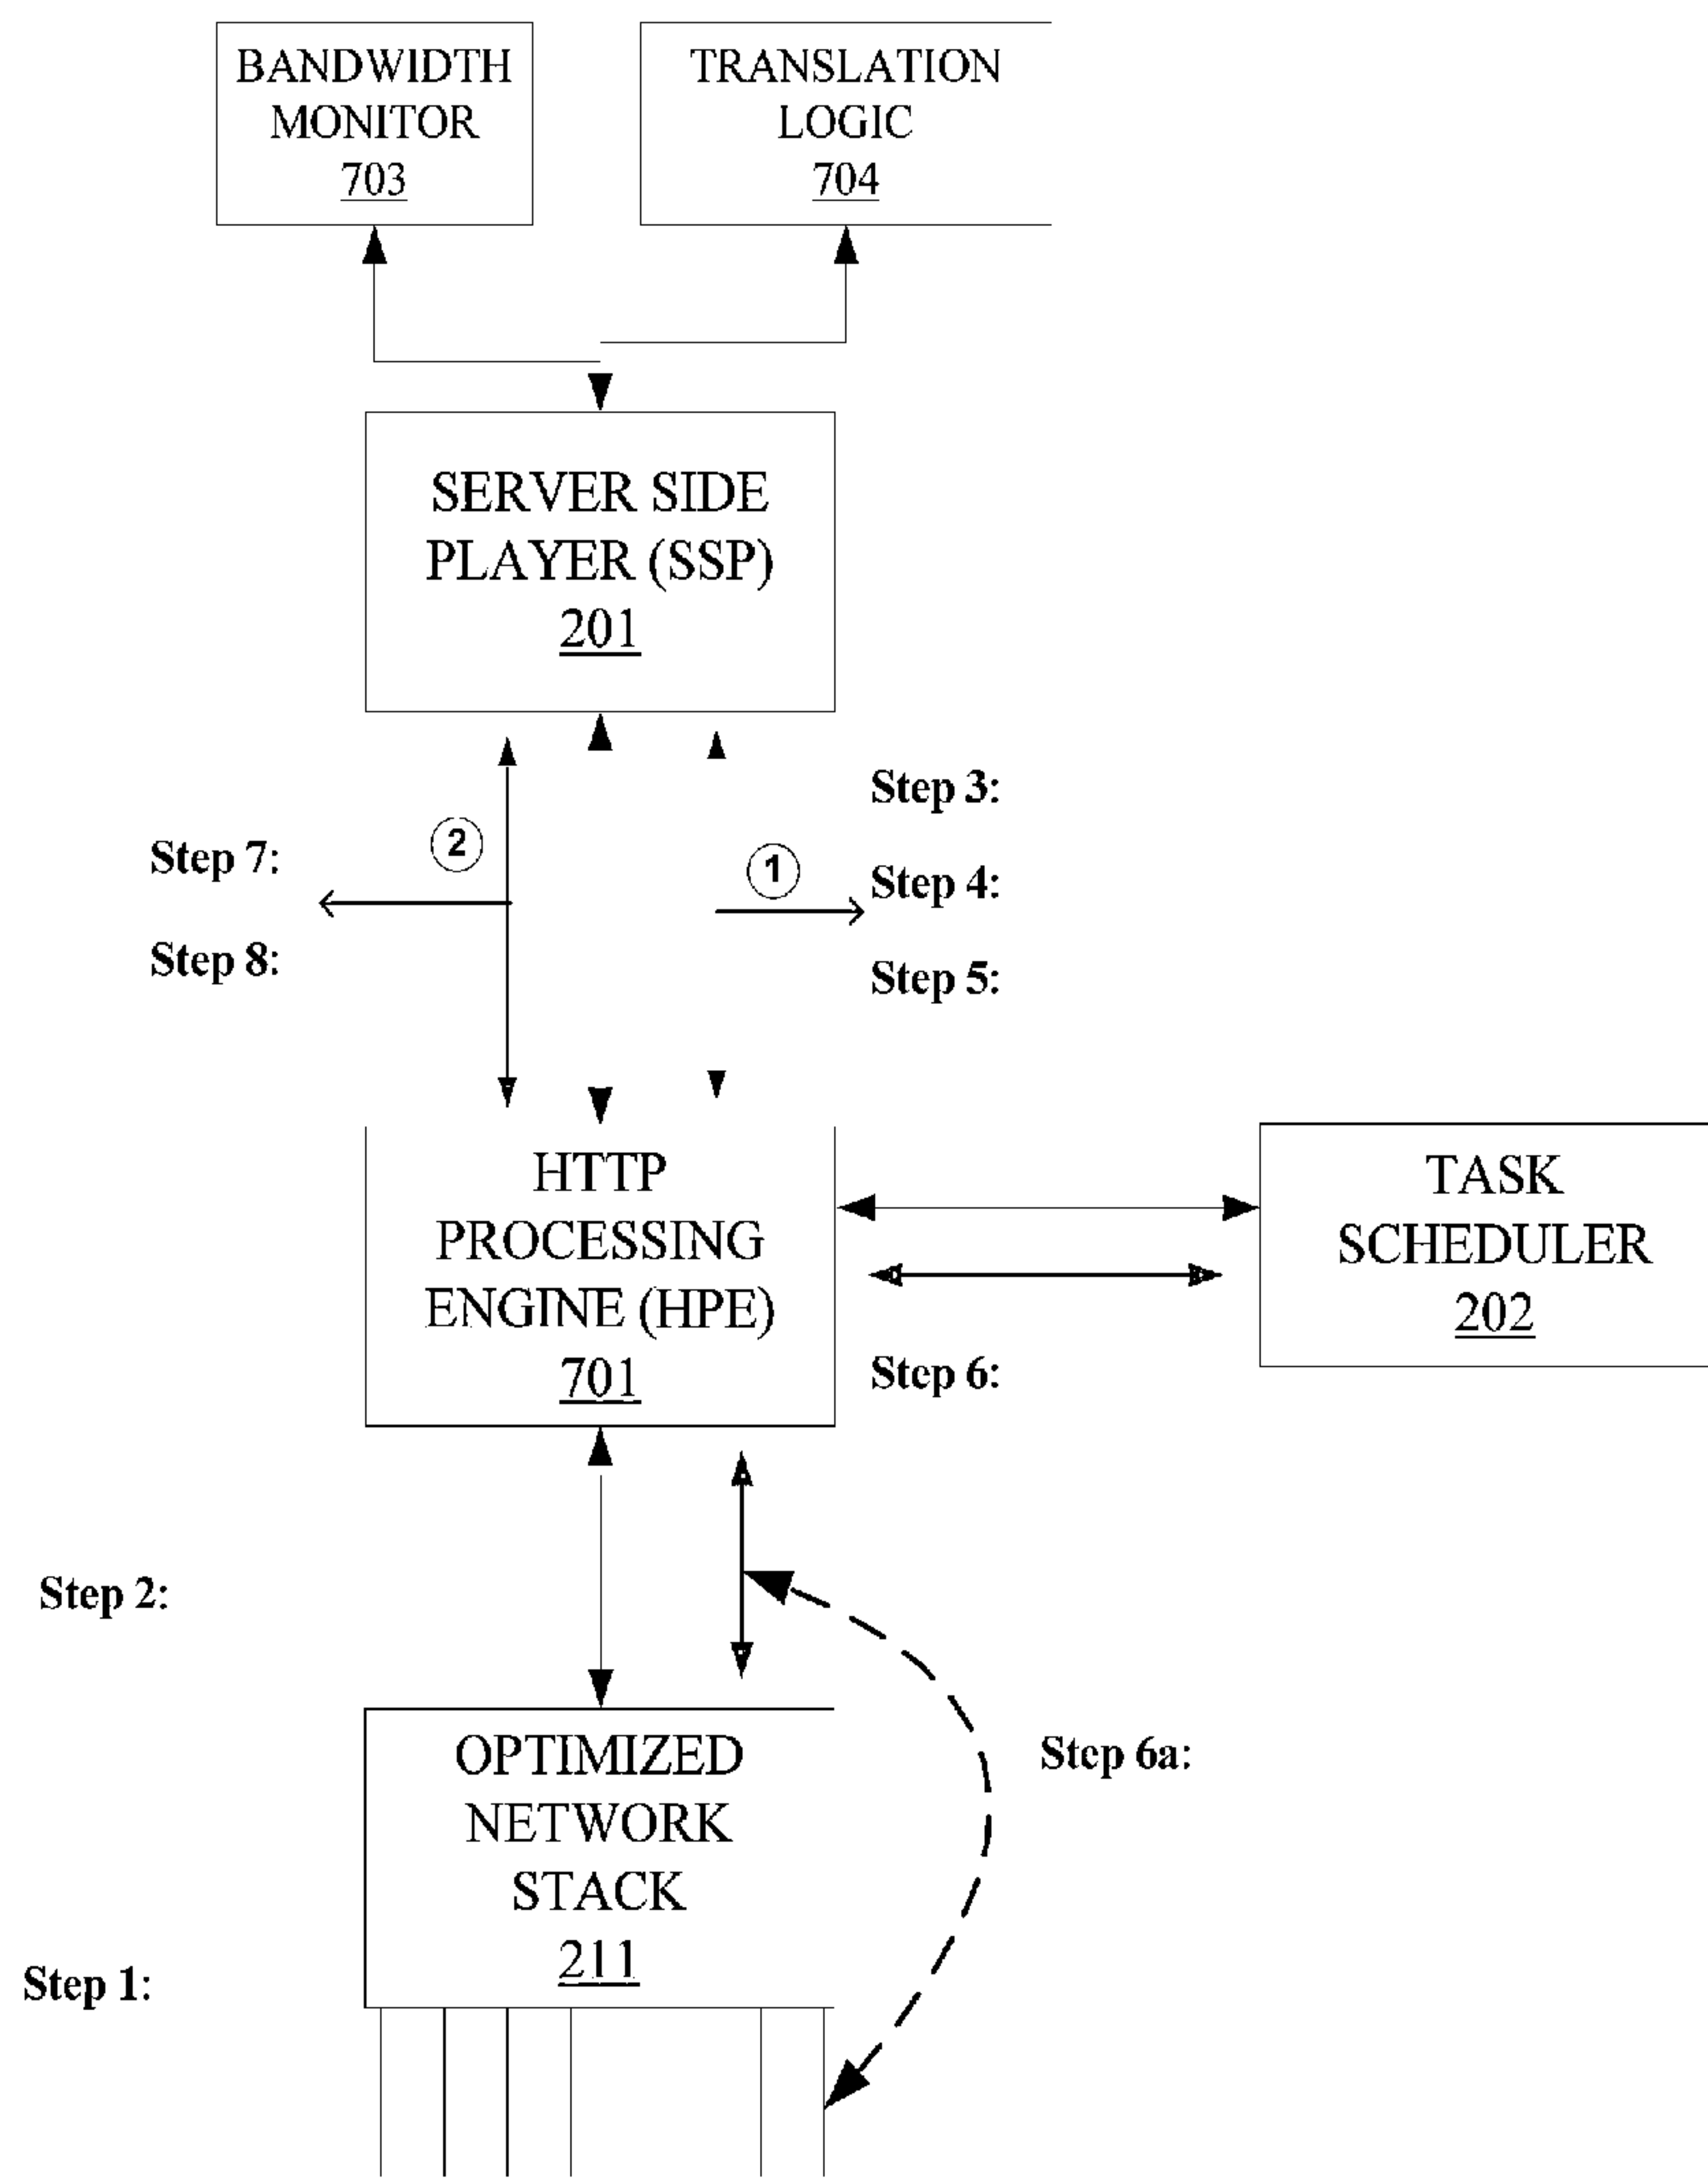 BANDWIDTH
MONITOR
703
TRANSLATION
LOGIC
704
SERVER SIDE
PLAYER (SSP)
201
Step 3:
2
Step 7:
1
Step 4:
Step 8:
Step 5:
HTTP
PROCESSING
ENGINE (HPE)
701
TASK
SCHEDULER
202
Step 6:
Step 2:
OPTIMIZED
NETWORK
STACK
211
Step 6a:
Step 1: